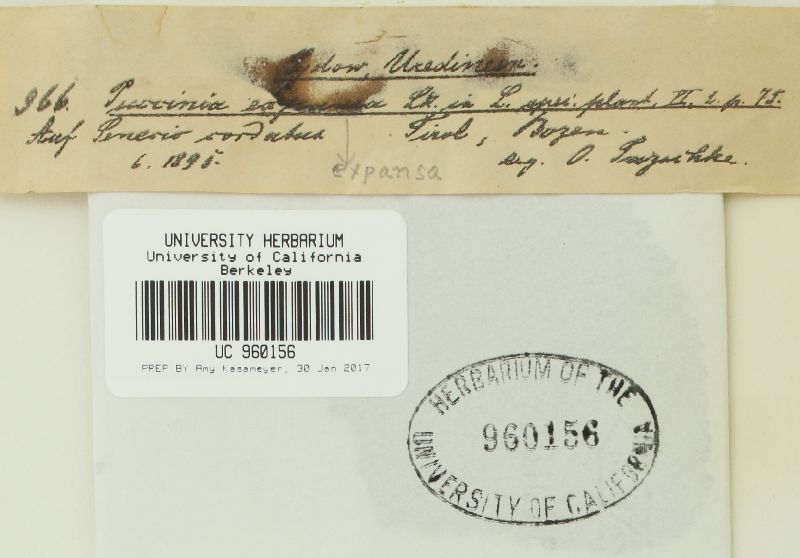 Sydow, Uredineen.
966. Puccinia expansa Lk. in L. spec. plant. VI, 2. p. 75.
Auf Senecio cordatus Tirol, Bozen.
6. 1895. leg. O.
expansa
UNIVERSITY HERBARIUM
University of California
Berkeley
UC 960156
PREP BY Amy Kasameyer, 30 Jan 2017
HERBARIUM OF THE
960156
UNIVERSITY OF CALIFORNIA